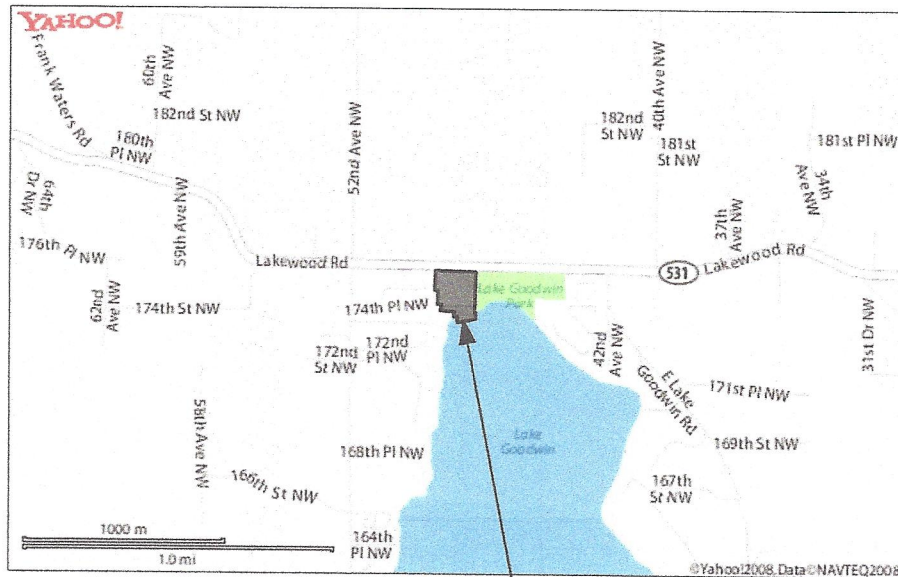 YAHOO!
Frank Waters Rd
60th
Ave NW
182nd St NW
180th
Pl NW
52nd Ave NW
182nd
St NW
40th Ave NW
181st
St NW
181st Pl NW
34th
Ave NW
64th
Dr NW
176th Pl NW
59th Ave NW
Lakewood Rd
37th
Ave NW
531
Lakewood Rd
62nd
Ave NW
174th St NW
174th Pl NW
Lake Goodwin
Park
172nd
St NW
172nd
Pl NW
42nd
Ave NW
E Lake
Goodwin Rd
171st Pl NW
31st Dr NW
58th Ave NW
168th Pl NW
Lake
Goodwin
169th St NW
166th St NW
167th
St NW
164th
Pl NW
1000 m
1.0 mi
©Yahoo!2008, Data©NAVTEQ2008